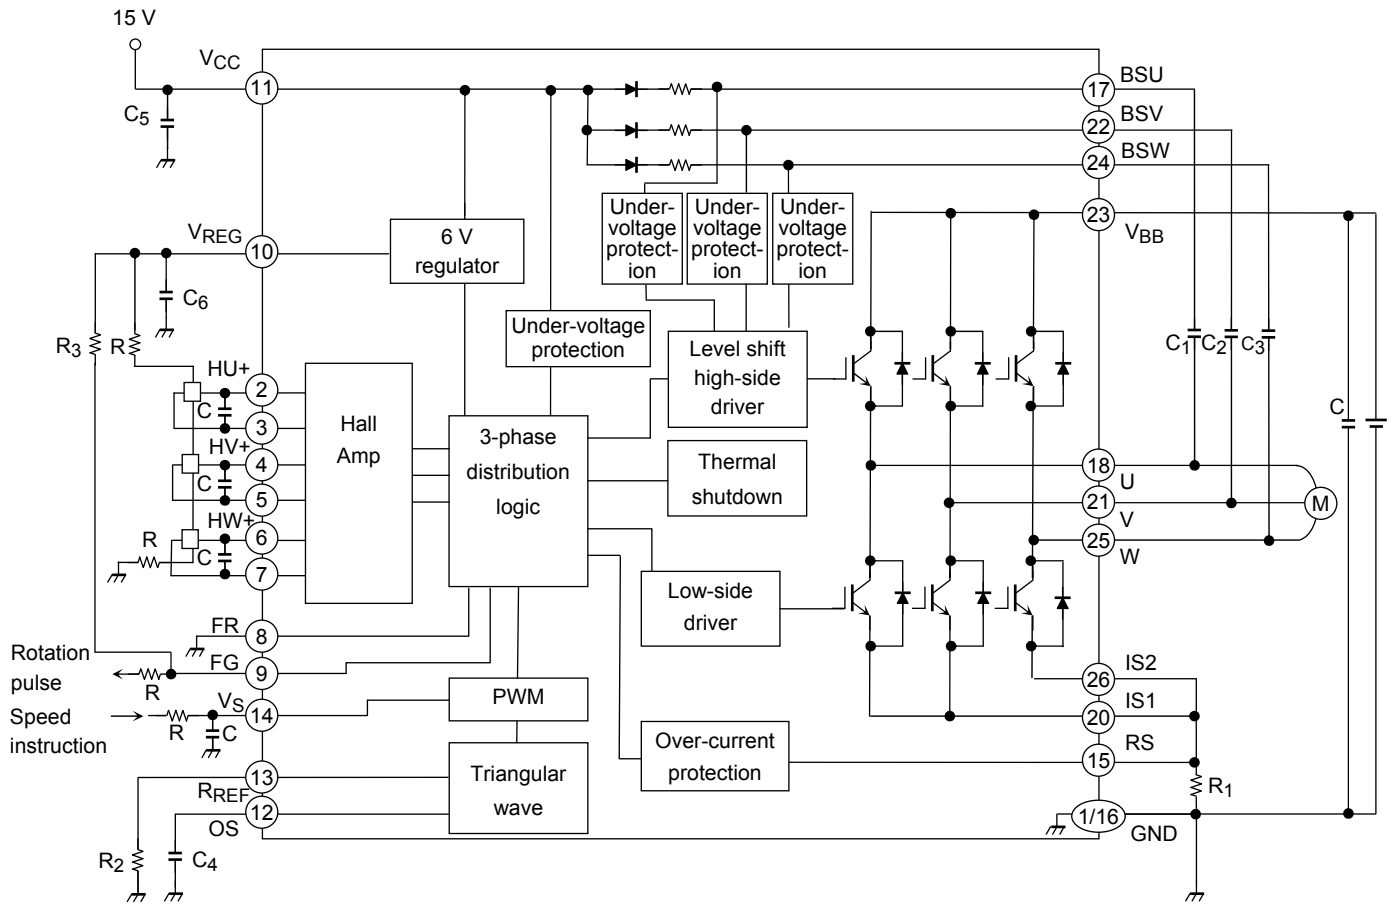 15 V
VCC
11
C5
BSU
17
BSV
22
BSW
24
VREG
10
C6
6 V
regulator
Under-
voltage
protect-
ion
Under-
voltage
protect-
ion
Under-
voltage
protect-
ion
23
VBB
R3
R
Under-voltage
protection
Level shift
high-side
driver
C1
C2
C3
HU+
2
C
3
HV+
4
C
5
HW+
6
R
C
7
Hall
Amp
3-phase
distribution
logic
Thermal
shutdown
C
18
U
21
V
25
W
M
Low-side
driver
FR
8
Rotation
pulse
R
FG
9
Speed
instruction
R
C
VS
14
PWM
IS2
26
IS1
20
Over-current
protection
RS
15
R1
13
RREF
12
OS
Triangular
wave
1/16
GND
R2
C4